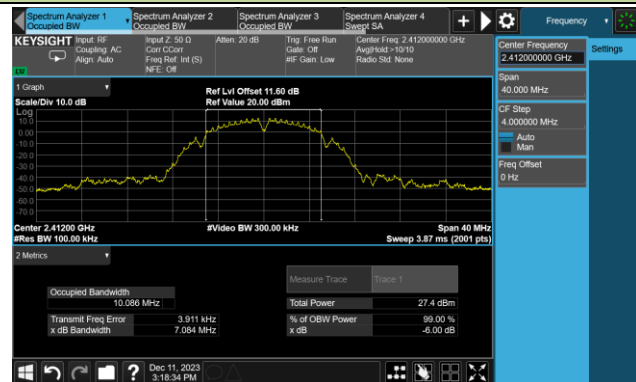 Spectrum Analyzer 1
Occupied BW
Spectrum Analyzer 2
Occupied BW
Spectrum Analyzer 3
Occupied BW
Spectrum Analyzer 4
Swept SA
Frequency
KEYSIGHT
Input: RF
Coupling: AC
Align: Auto
Input Z: 50 Ω
Corr CCorr
Freq Ref: Int (S)
NFE: Off
Atten: 20 dB
Trig: Free Run
Gate: Off
#IF Gain: Low
Center Freq: 2.412000000 GHz
Avg|Hold:>10/10
Radio Std: None
1 Graph
Scale/Div 10.0 dB
Ref Lvl Offset 11.60 dB
Ref Value 20.00 dBm
Log
10.0
0.00
-10.0
-20.0
-30.0
-40.0
-50.0
-60.0
-70.0
Center 2.41200 GHz
#Res BW 100.00 kHz
#Video BW 300.00 kHz
Span 40 MHz
Sweep 3.87 ms (2001 pts)
2 Metrics
Measure Trace
Trace 1
Occupied Bandwidth
10.086 MHz
Total Power
27.4 dBm
Transmit Freq Error
3.911 kHz
% of OBW Power
99.00 %
x dB Bandwidth
7.084 MHz
x dB
-6.00 dB
Center Frequency
2.412000000 GHz
Settings
Span
40.000 MHz
CF Step
4.000000 MHz
Auto
Man
Freq Offset
0 Hz
?
Dec 11, 2023
3:18:34 PM